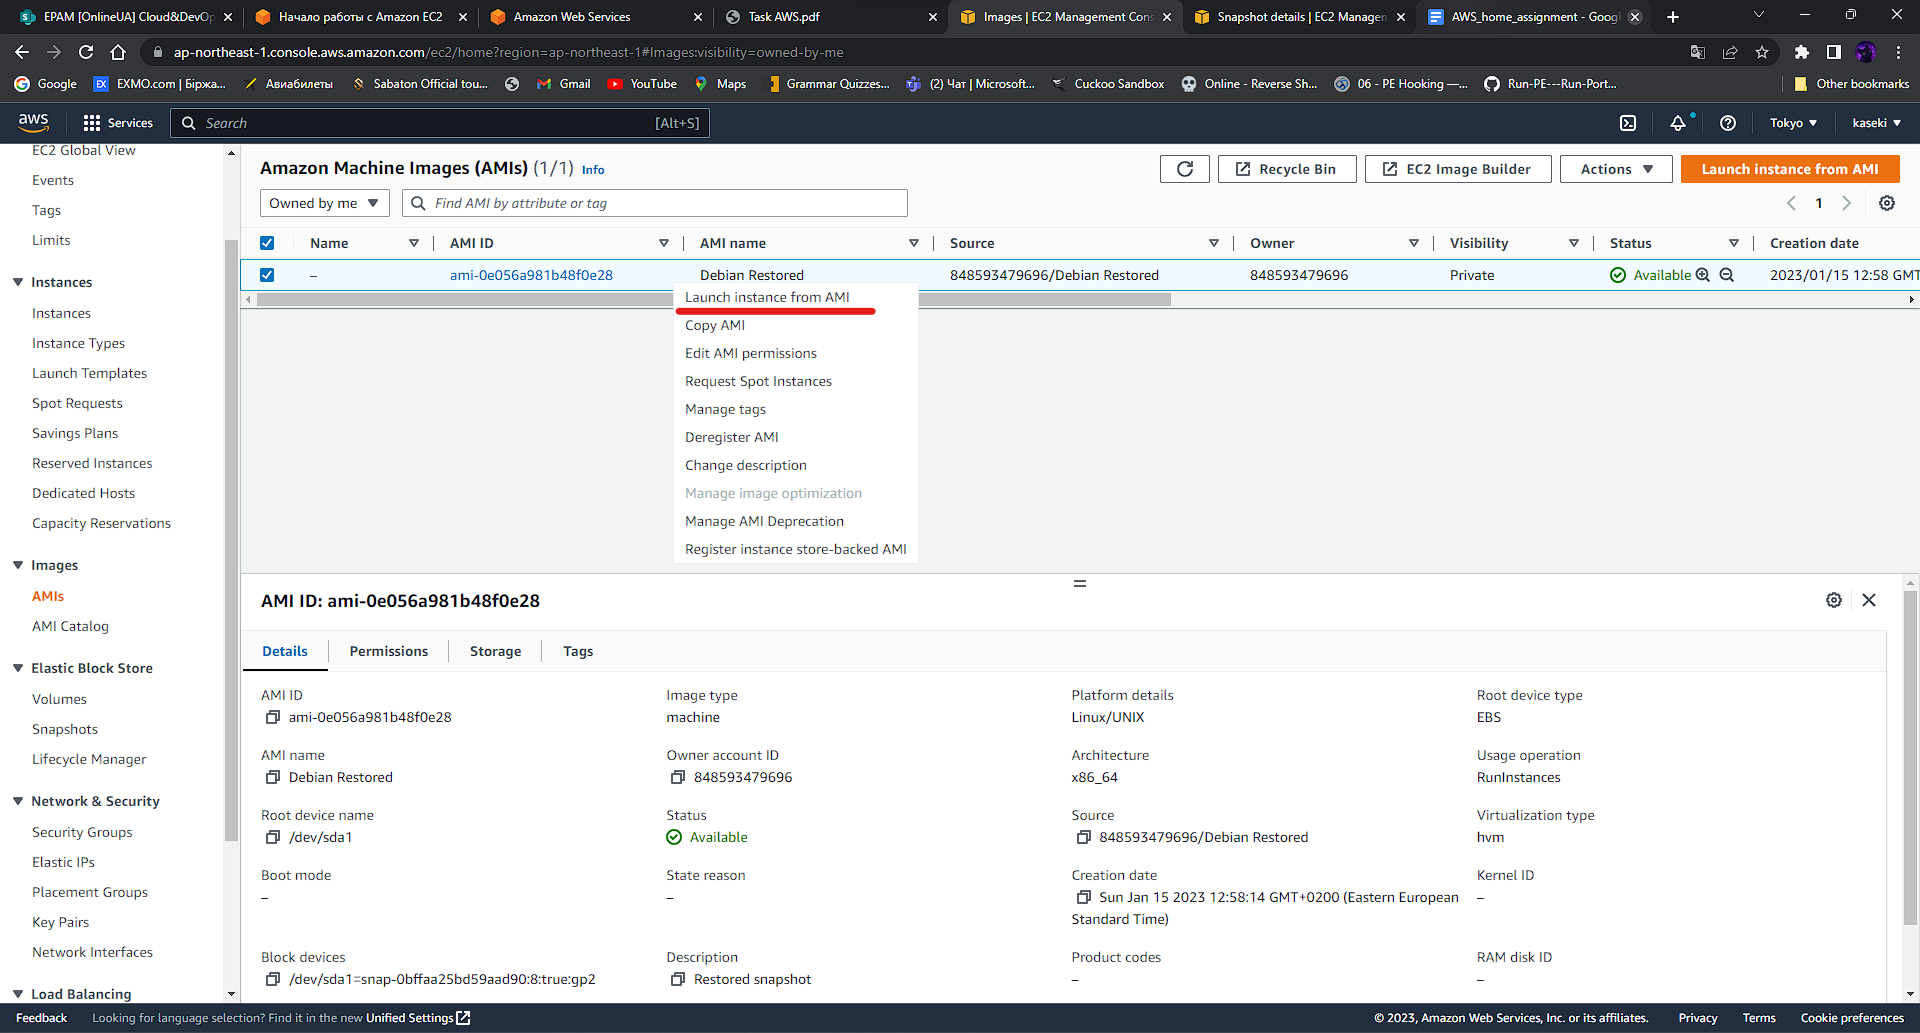 EPAM [OnlineUA] Cloud&DevOp
Начало работы с Amazon EC2
Amazon Web Services
Task AWS.pdf
Images | EC2 Management Cons
Snapshot details | EC2 Managem
AWS_home_assignment - Googl
ap-northeast-1.console.aws.amazon.com/ec2/home?region=ap-northeast-1#Images:visibility=owned-by-me
Google
EXMO.com | Біржа...
Авиабилеты
Sabaton Official tou...
Gmail
YouTube
Maps
Grammar Quizzes...
(2) Чат | Microsoft...
Cuckoo Sandbox
Online - Reverse Sh...
06 - PE Hooking —...
Run-PE---Run-Port...
Other bookmarks
aws
Services
Search
[Alt+S]
Tokyo
kaseki
EC2 Global View
Events
Tags
Limits
Instances
Instances
Instance Types
Launch Templates
Spot Requests
Savings Plans
Reserved Instances
Dedicated Hosts
Capacity Reservations
Images
AMIs
AMI Catalog
Elastic Block Store
Volumes
Snapshots
Lifecycle Manager
Network & Security
Security Groups
Elastic IPs
Placement Groups
Key Pairs
Network Interfaces
Load Balancing
Amazon Machine Images (AMIs) (1/1) Info
Recycle Bin
EC2 Image Builder
Actions
Launch instance from AMI
Owned by me
Find AMI by attribute or tag
1
Name
AMI ID
AMI name
Source
Owner
Visibility
Status
Creation date
–
ami-0e056a981b48f0e28
Debian Restored
848593479696/Debian Restored
848593479696
Private
Available
2023/01/15 12:58 GMT
Launch instance from AMI
Copy AMI
Edit AMI permissions
Request Spot Instances
Manage tags
Deregister AMI
Change description
Manage image optimization
Manage AMI Deprecation
Register instance store-backed AMI
AMI ID: ami-0e056a981b48f0e28
Details
Permissions
Storage
Tags
AMI ID
ami-0e056a981b48f0e28
Image type
machine
Platform details
Linux/UNIX
Root device type
EBS
AMI name
Debian Restored
Owner account ID
848593479696
Architecture
x86_64
Usage operation
RunInstances
Root device name
/dev/sda1
Status
Available
Source
848593479696/Debian Restored
Virtualization type
hvm
Boot mode
–
State reason
–
Creation date
Sun Jan 15 2023 12:58:14 GMT+0200 (Eastern European
Standard Time)
Kernel ID
–
Block devices
/dev/sda1=snap-0bffaa25bd59aad90:8:true:gp2
Description
Restored snapshot
Product codes
–
RAM disk ID
–
Feedback
Looking for language selection? Find it in the new Unified Settings
© 2023, Amazon Web Services, Inc. or its affiliates.
Privacy
Terms
Cookie preferences